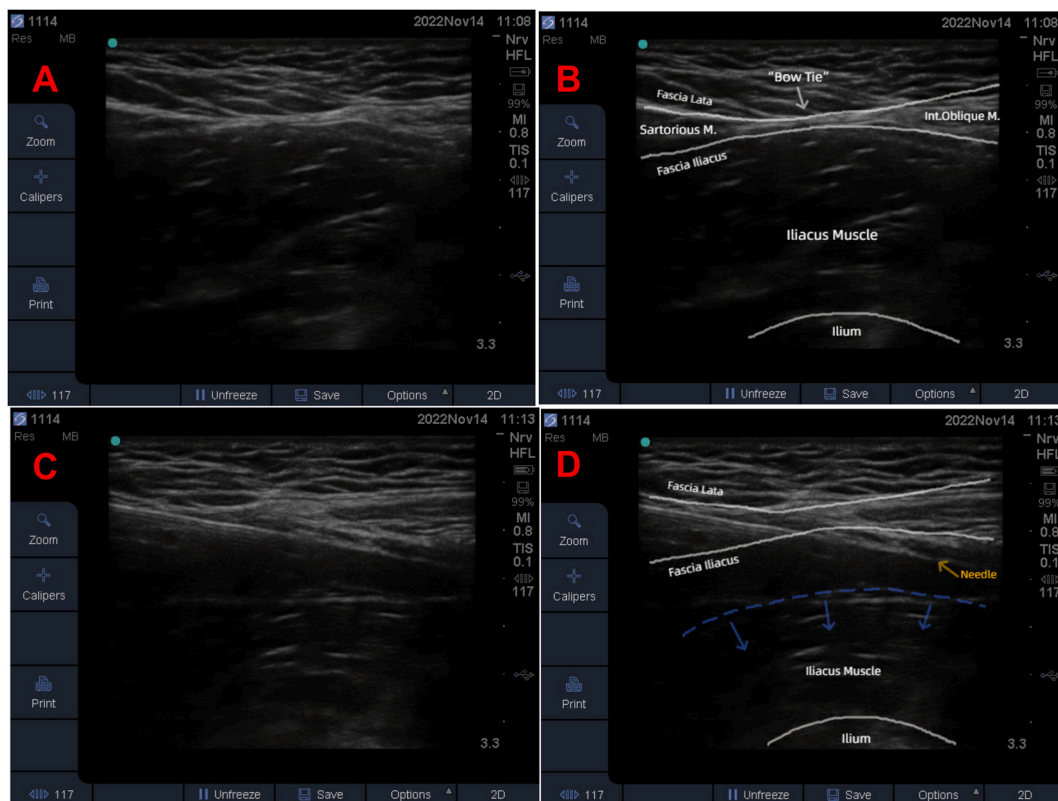 1114
2022Nov14 11:08
Res MB
A
Nrv
HFL
99%
MI
0.8
TIS
0.1
117
Zoom
Calipers
Print
3.3
117
Unfreeze
Save
Options
2D
1114
2022Nov14 11:08
Res MB
B
Nrv
HFL
99%
MI
0.8
TIS
0.1
117
Zoom
Calipers
Print
"Bow Tie"
Fascia Lata
Int.Oblique M.
Sartorious M.
Fascia Iliacus
Iliacus Muscle
Ilium
3.3
117
Unfreeze
Save
Options
2D
1114
2022Nov14 11:13
Res MB
C
Nrv
HFL
99%
MI
0.8
TIS
0.1
117
Zoom
Calipers
Print
3.3
117
Unfreeze
Save
Options
2D
1114
2022Nov14 11:13
Res MB
D
Nrv
HFL
99%
MI
0.8
TIS
0.1
117
Zoom
Calipers
Print
Fascia Lata
Fascia Iliacus
Needle
Iliacus Muscle
Ilium
3.3
117
Unfreeze
Save
Options
2D